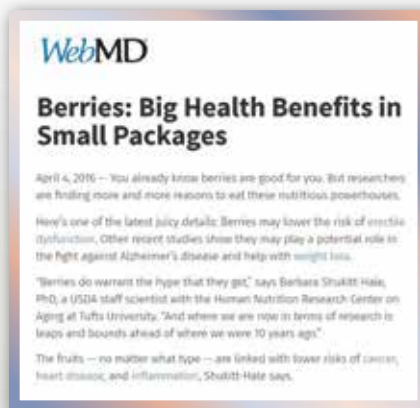 WebMD
Berries: Big Health Benefits in
Small Packages
April 4, 2016 — You already know berries are good for you. But researchers
are finding more and more reasons to eat these nutritious powerhouses.
Here's one of the latest juicy details: Berries may lower the risk of erectile
dysfunction. Other recent studies show they may play a potential role in
the fight against Alzheimer's disease and help with weight loss.
"Berries do warrant the hype that they get," says Barbara Shukitt-Hale,
PhD, a USDA staff scientist with the Human Nutrition Research Center on
Aging at Tufts University. "And where we are now in terms of research is
leaps and bounds ahead of where we were 10 years ago."
The fruits — no matter what type — are linked with lower risks of cancer,
heart disease, and inflammation, Shukitt-Hale says.